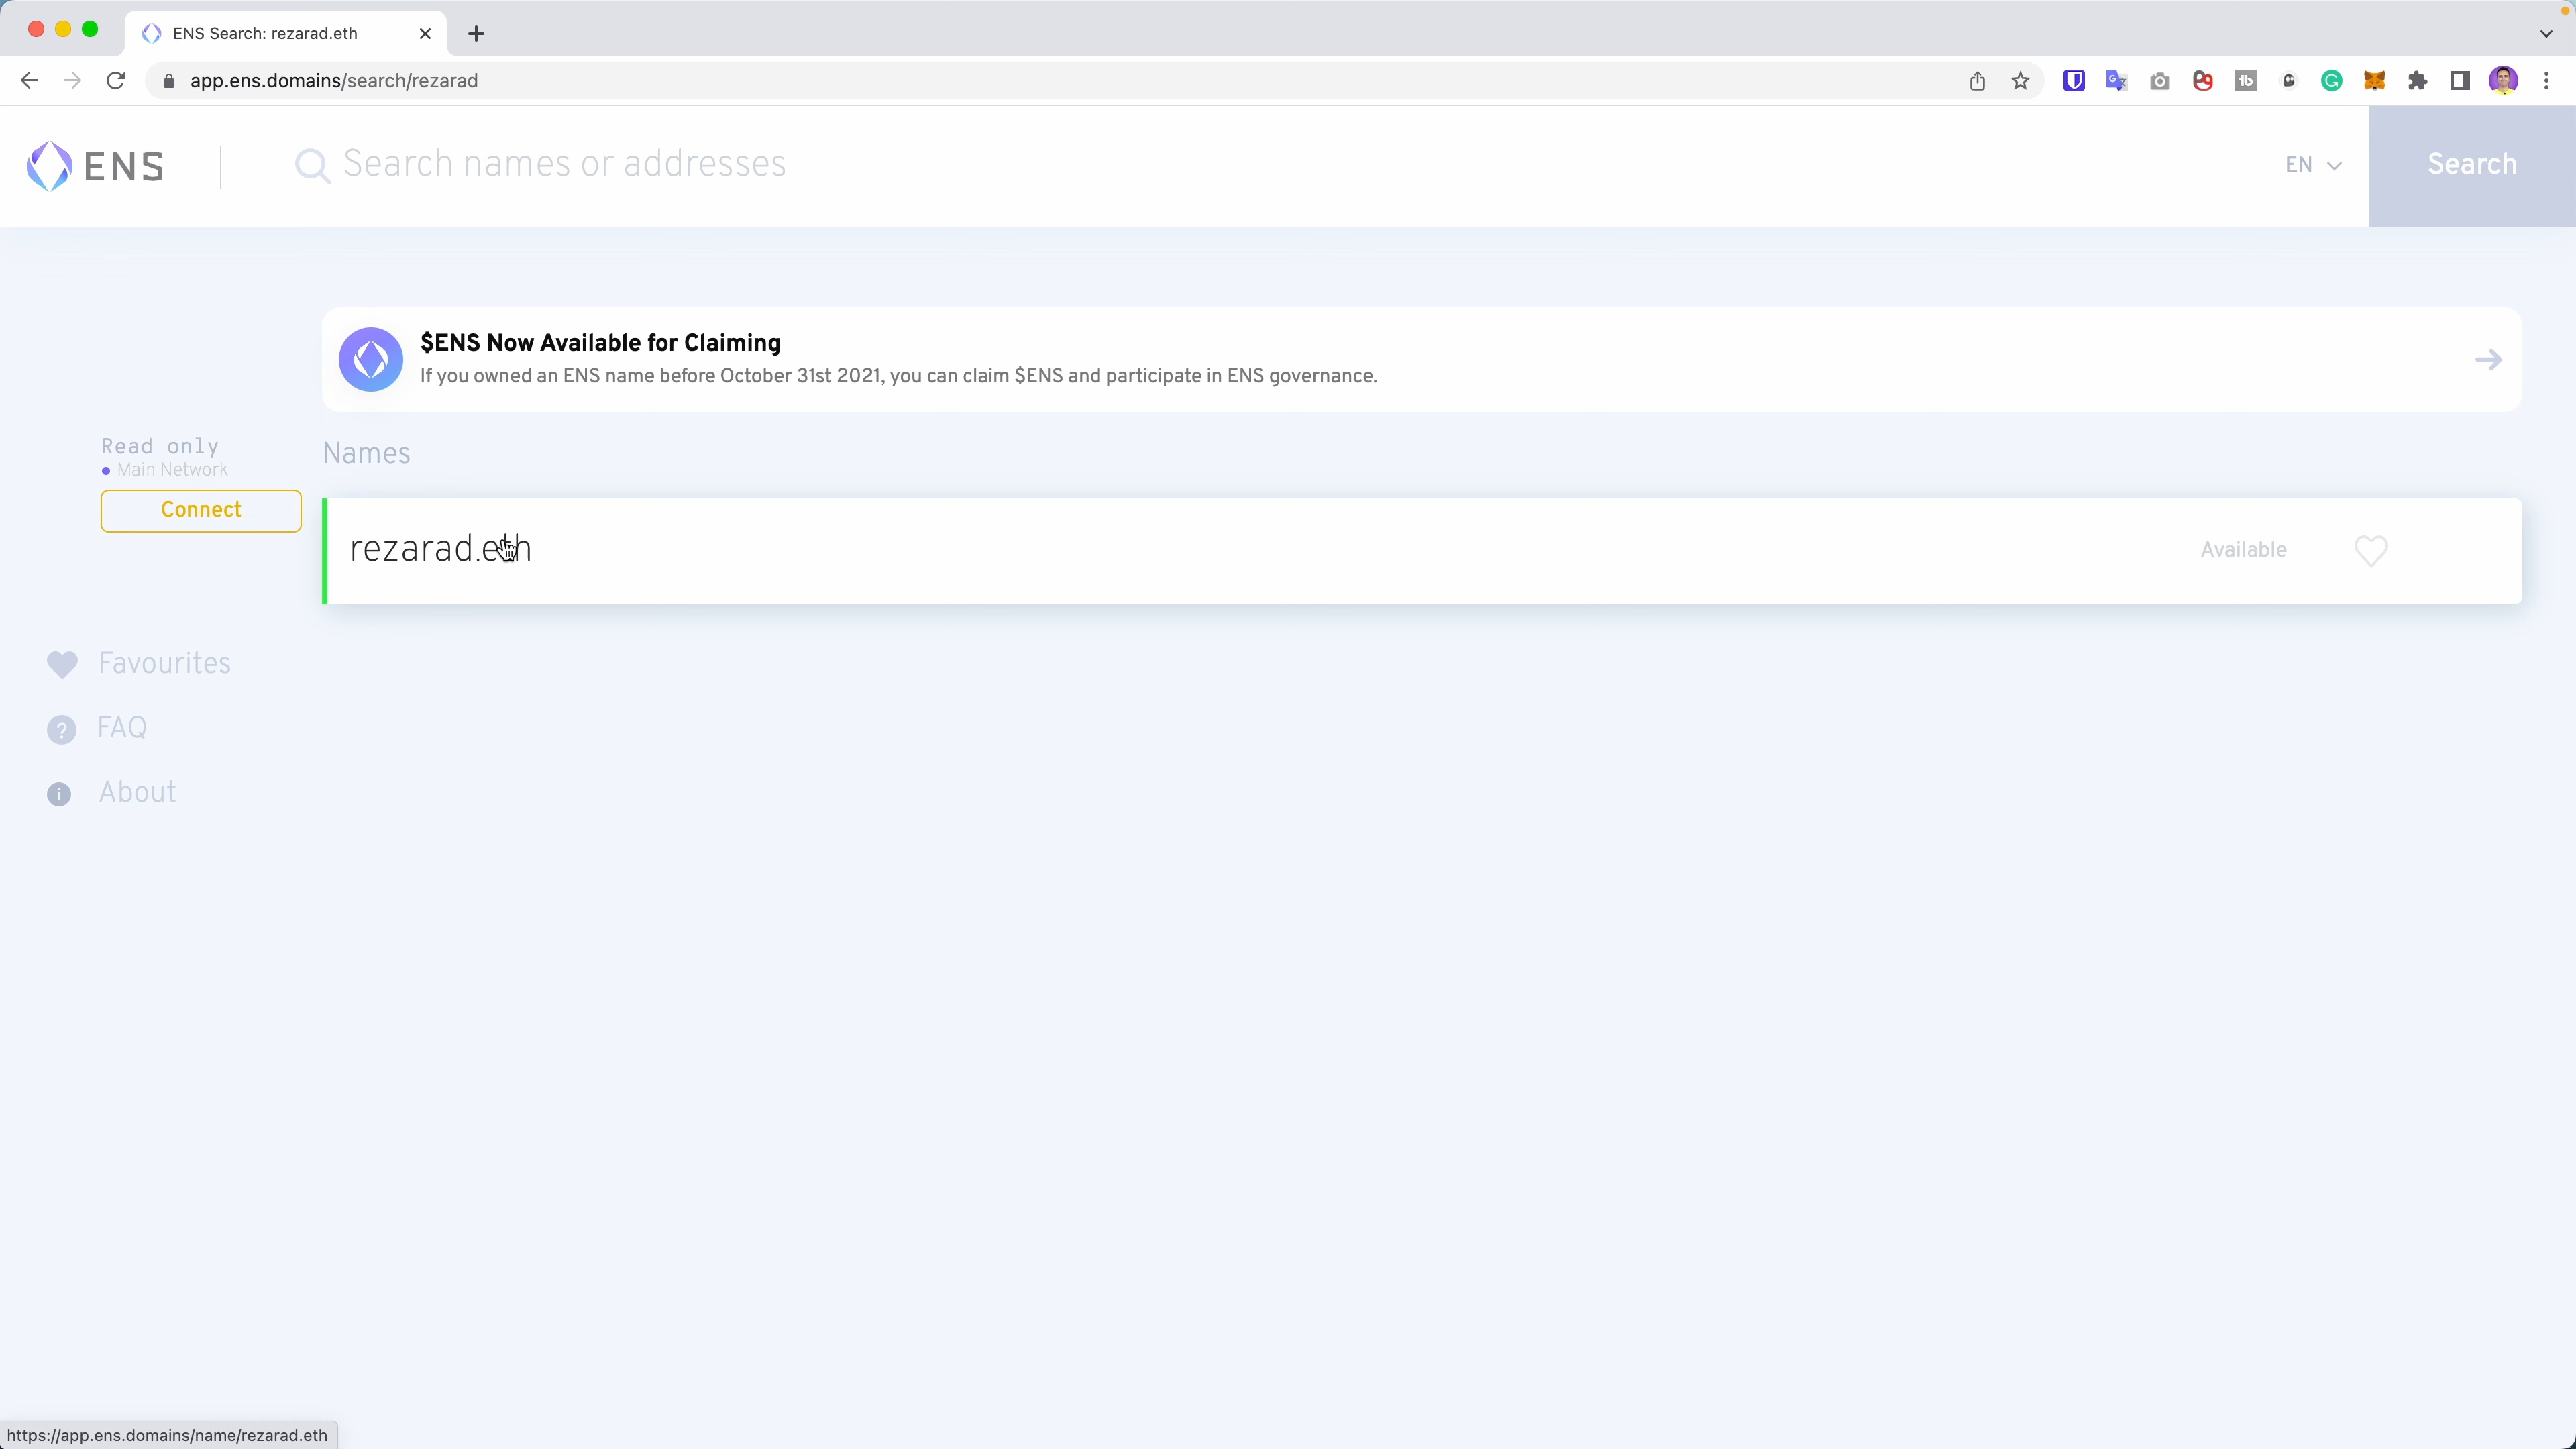 ENS Search: rezarad.eth
app.ens.domains/search/rezarad
ENS
Search names or addresses
EN
Search
$ENS Now Available for Claiming
If you owned an ENS name before October 31st 2021, you can claim $ENS and participate in ENS governance.
Read only
Main Network
Connect
Names
rezarad.eth
Available
Favourites
? FAQ
i About
https://app.ens.domains/name/rezarad.eth